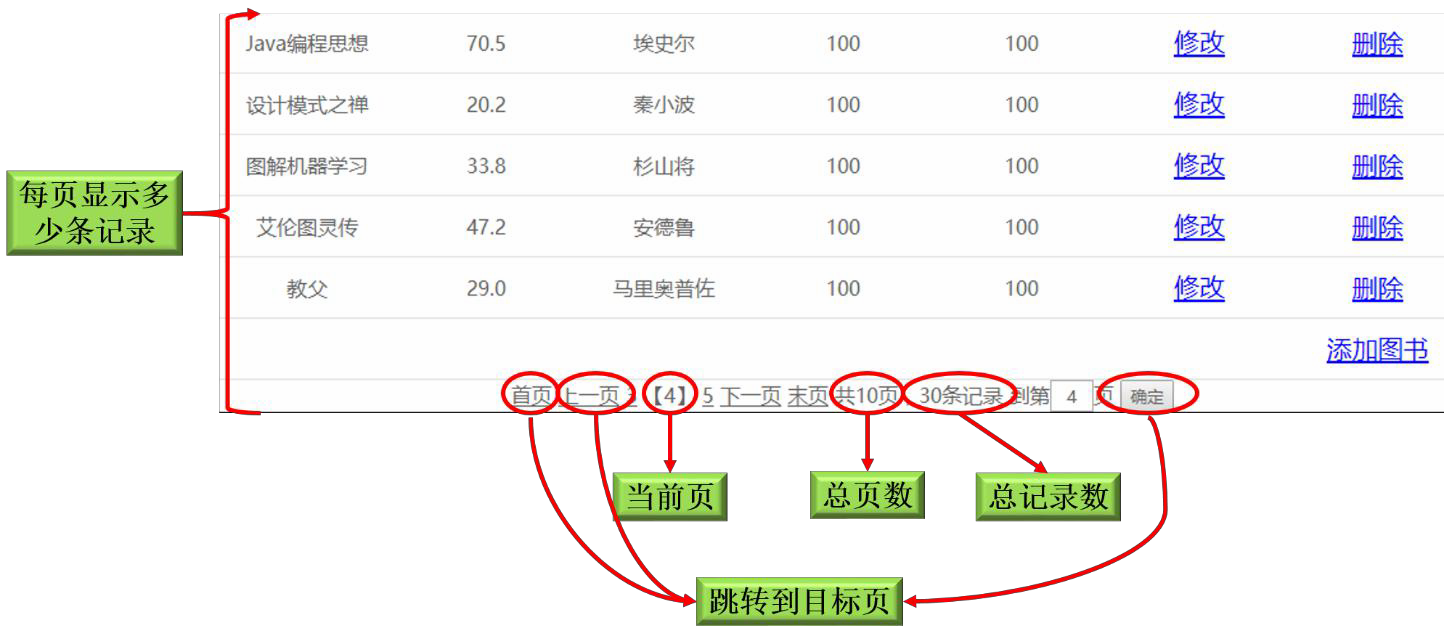 Java编程思想 70.5 埃史尔 100 100 修改 删除
设计模式之禅 20.2 秦小波 100 100 修改 删除
图解机器学习 33.8 杉山将 100 100 修改 删除
每页显示多
少条记录
艾伦图灵传 47.2 安德鲁 100 100 修改 删除
教父 29.0 马里奥普佐 100 100 修改 删除
添加图书
首页 上一页 3 【4】 5 下一页 末页 共10页 30条记录 到第 4 页 确定
当前页
总页数
总记录数
跳转到目标页